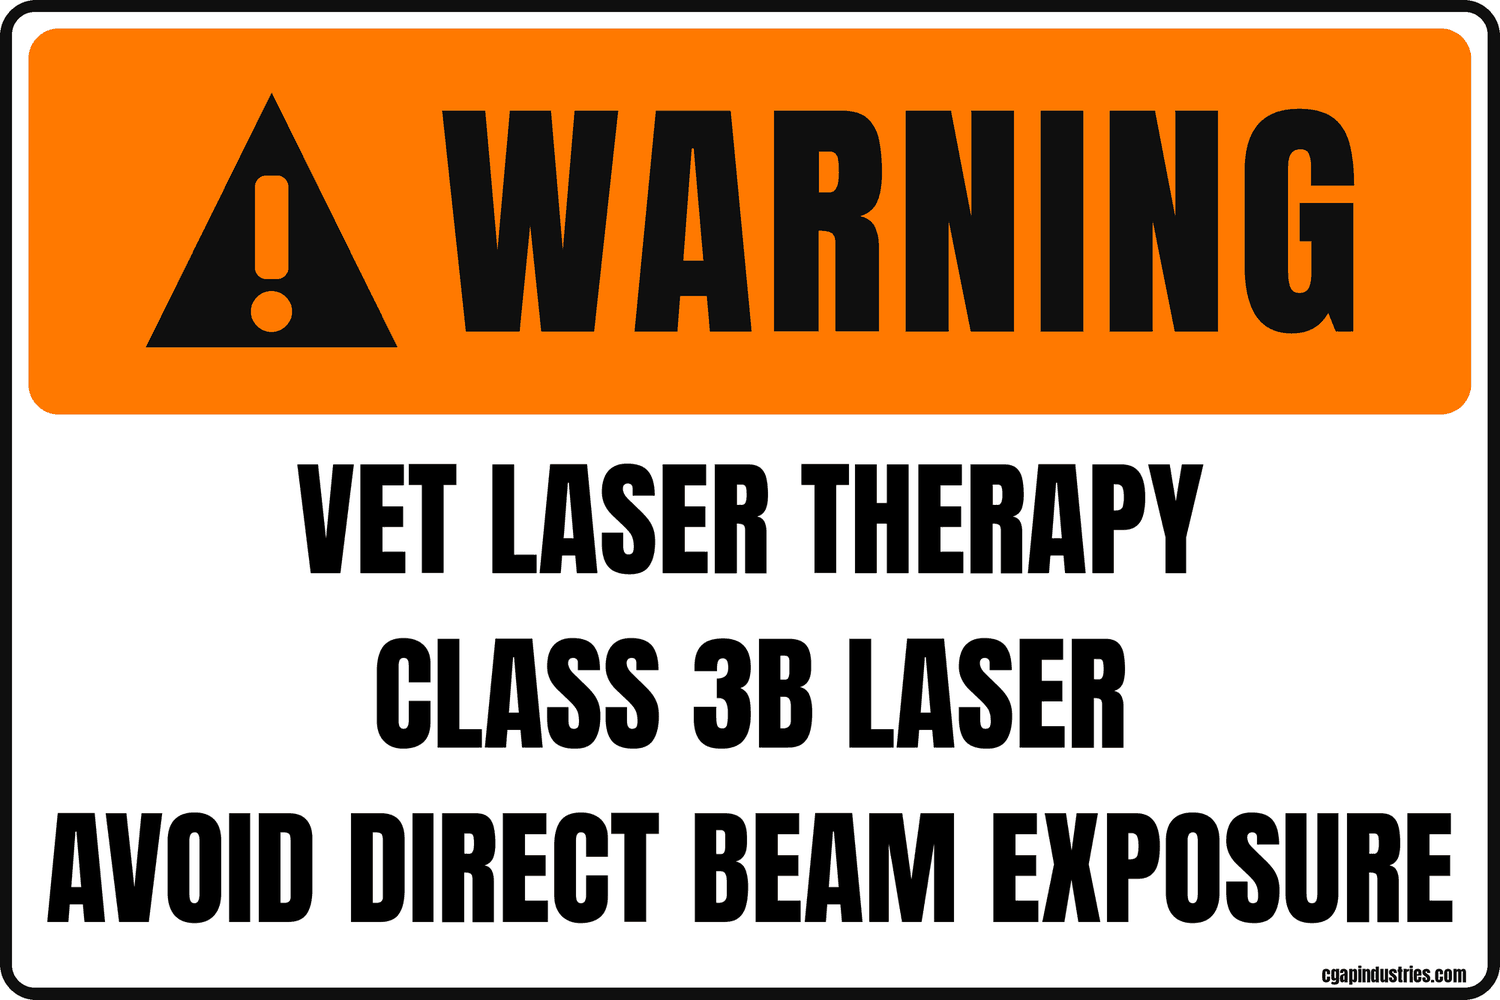 WARNING
VET LASER THERAPY
CLASS 3B LASER
AVOID DIRECT BEAM EXPOSURE
cgapindustries.com